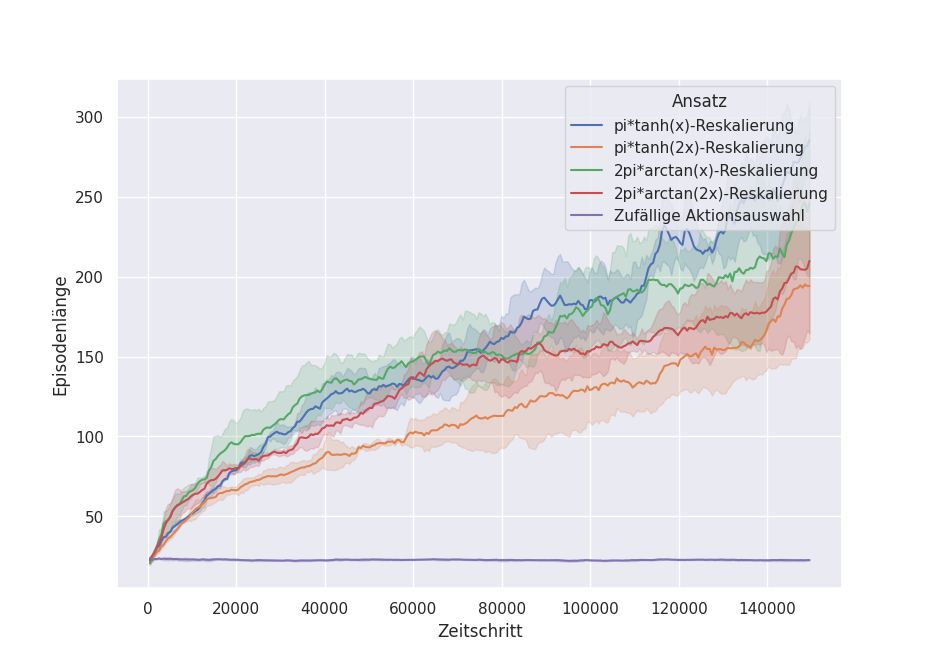 Ansatz
pi*tanh(x)-Reskalierung
pi*tanh(2x)-Reskalierung
2pi*arctan(x)-Reskalierung
2pi*arctan(2x)-Reskalierung
Zufällige Aktionsauswahl
Episodenlänge
300
250
200
150
100
50
0
20000
40000
60000
80000
100000
120000
140000
Zeitschritt